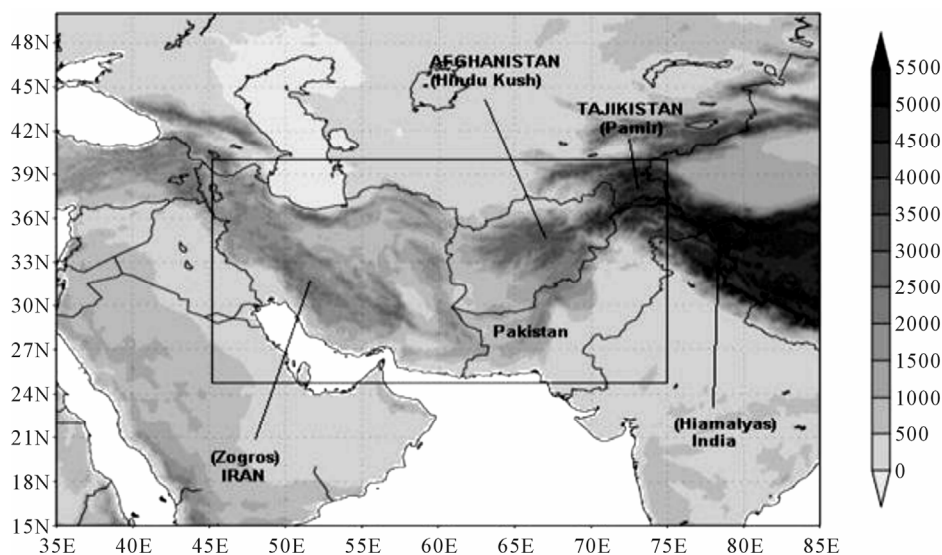 48N
45N
42N
39N
36N
33N
30N
27N
24N
21N
18N
15N
35E 40E 45E 50E 55E 60E 65E 70E 75E 80E 85E
AFGHANISTAN
(Hindu Kush)
TAJIKISTAN
(Pamir)
Pakistan
(Hiamalyas)
India
(Zogros)
IRAN
5500
5000
4500
4000
3500
3000
2500
2000
1500
1000
500
0